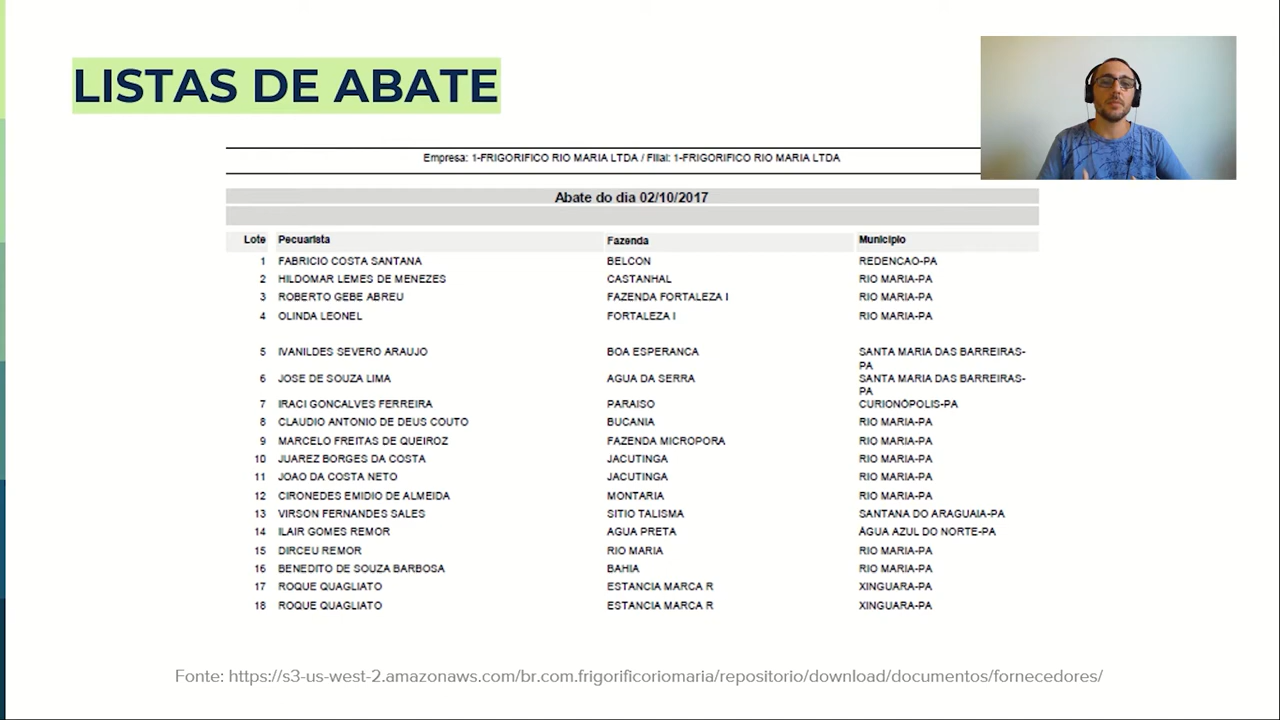 LISTAS DE ABATE
Empresa: 1-FRIGORIFICO RIO MARIA LTDA / Filial: 1-FRIGORIFICO RIO MARIA LTDA
Abate do dia 02/10/2017
Lote Pecuarista Fazenda Municipio
1 FABRICIO COSTA SANTANA BELCON REDENCAO-PA
2 HILDOMAR LEMES DE MENEZES CASTANHAL RIO MARIA-PA
3 ROBERTO GEBE ABREU FAZENDA FORTALEZA I RIO MARIA-PA
4 OLINDA LEONEL FORTALEZA I RIO MARIA-PA
5 IVANILDES SEVERO ARAUJO BOA ESPERANCA SANTA MARIA DAS BARREIRAS-
PA
6 JOSE DE SOUZA LIMA AGUA DA SERRA SANTA MARIA DAS BARREIRAS-
PA
7 IRACI GONCALVES FERREIRA PARAISO CURIONÓPOLIS-PA
8 CLAUDIO ANTONIO DE DEUS COUTO BUCANIA RIO MARIA-PA
9 MARCELO FREITAS DE QUEIROZ FAZENDA MICROPORA RIO MARIA-PA
10 JUAREZ BORGES DA COSTA JACUTINGA RIO MARIA-PA
11 JOAO DA COSTA NETO JACUTINGA RIO MARIA-PA
12 CIRONEDES EMIDIO DE ALMEIDA MONTARIA RIO MARIA-PA
13 VIRSON FERNANDES SALES SITIO TALISMA SANTANA DO ARAGUAIA-PA
14 ILAIR GOMES REMOR AGUA PRETA ÁGUA AZUL DO NORTE-PA
15 DIRCEU REMOR RIO MARIA RIO MARIA-PA
16 BENEDITO DE SOUZA BARBOSA BAHIA RIO MARIA-PA
17 ROQUE QUAGLIATO ESTANCIA MARCA R XINGUARA-PA
18 ROQUE QUAGLIATO ESTANCIA MARCA R XINGUARA-PA
Fonte: https://s3-us-west-2.amazonaws.com/br.com.frigorificoriomaria/repositorio/download/documentos/fornecedores/